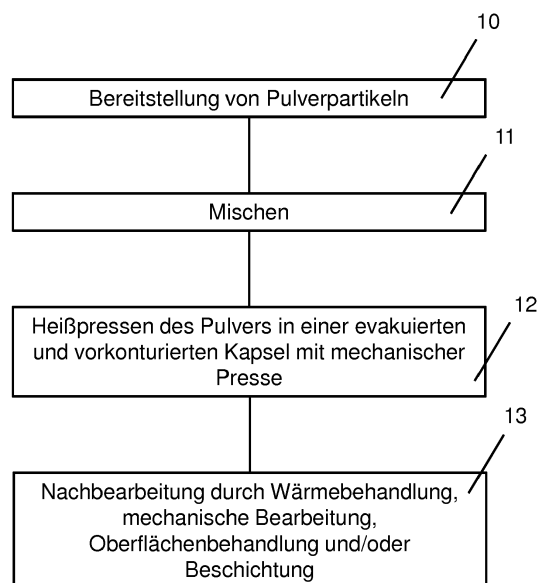 10
Bereitstellung von Pulverpartikeln
11
Mischen
12
Heißpressen des Pulvers in einer evakuierten
und vorkonturierten Kapsel mit mechanischer
Presse
13
Nachbearbeitung durch Wärmebehandlung,
mechanische Bearbeitung,
Oberflächenbehandlung und/oder
Beschichtung